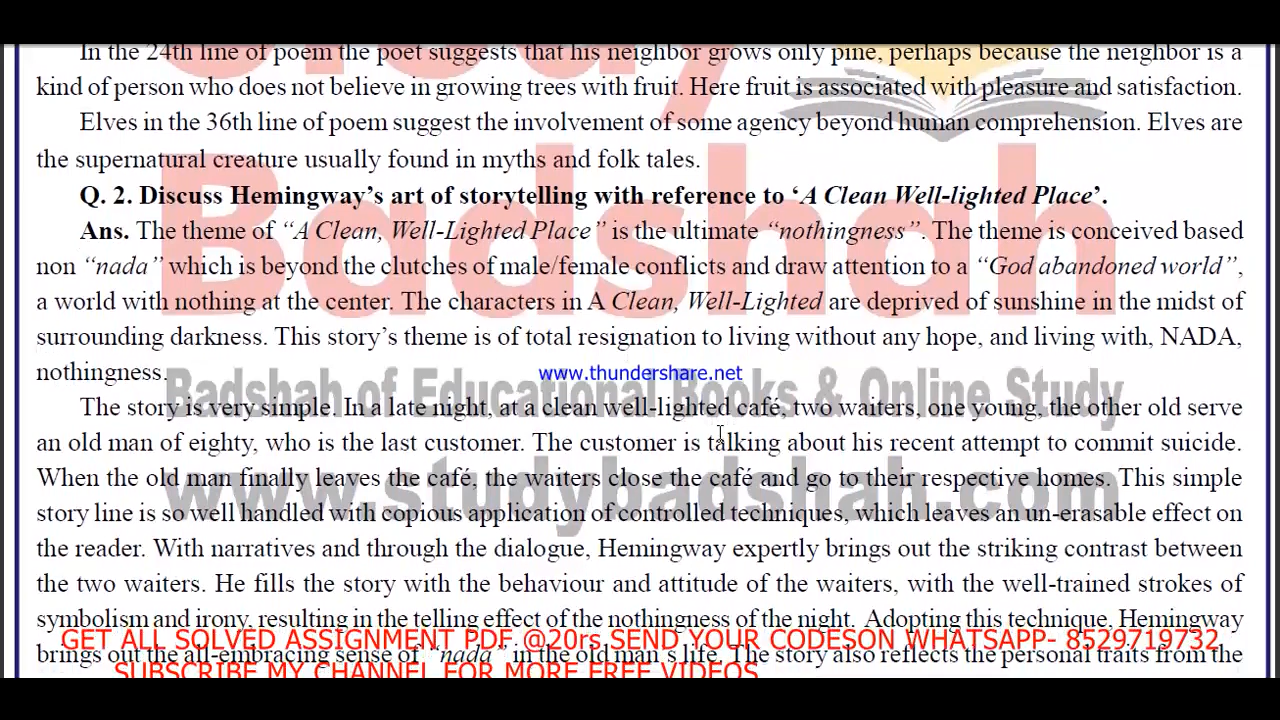 In the 24th line of poem the poet suggests that his neighbor grows only pine, perhaps because the neighbor is a
kind of person who does not believe in growing trees with fruit. Here fruit is associated with pleasure and satisfaction.
Elves in the 36th line of poem suggest the involvement of some agency beyond human comprehension. Elves are
the supernatural creature usually found in myths and folk tales.
Q. 2. Discuss Hemingway's art of storytelling with reference to 'A Clean Well-lighted Place'.
Ans. The theme of "A Clean, Well-Lighted Place" is the ultimate "nothingness". The theme is conceived based
non "nada" which is beyond the clutches of male/female conflicts and draw attention to a "God abandoned world",
a world with nothing at the center. The characters in A Clean, Well-Lighted are deprived of sunshine in the midst of
surrounding darkness. This story's theme is of total resignation to living without any hope, and living with, NADA,
nothingness.
www.thundershare.net
Badshah
Badshah of Educational Books & Online Study
The story is very simple. In a late night, at a clean well-lighted café, two waiters, one young, the other old serve
an old man of eighty, who is the last customer. The customer is talking about his recent attempt to commit suicide.
When the old man finally leaves the café, the waiters close the café and go to their respective homes. This simple
www.studybadshah.com
story line is so well handled with copious application of controlled techniques, which leaves an un-erasable effect on
the reader. With narratives and through the dialogue, Hemingway expertly brings out the striking contrast between
the two waiters. He fills the story with the behaviour and attitude of the waiters, with the well-trained strokes of
symbolism and irony, resulting in the telling effect of the nothingness of the night. Adopting this technique, Hemingway
GET ALL SOLVED ASSIGNMENT PDF @20rs SEND YOUR CODESON WHATSAPP- 8529719732
brings out the all-embracing sense of "nada" in the old man's life. The story also reflects the personal traits from the
SUBSCRIBE MY CHANNEL FOR MORE FREE VIDEOS